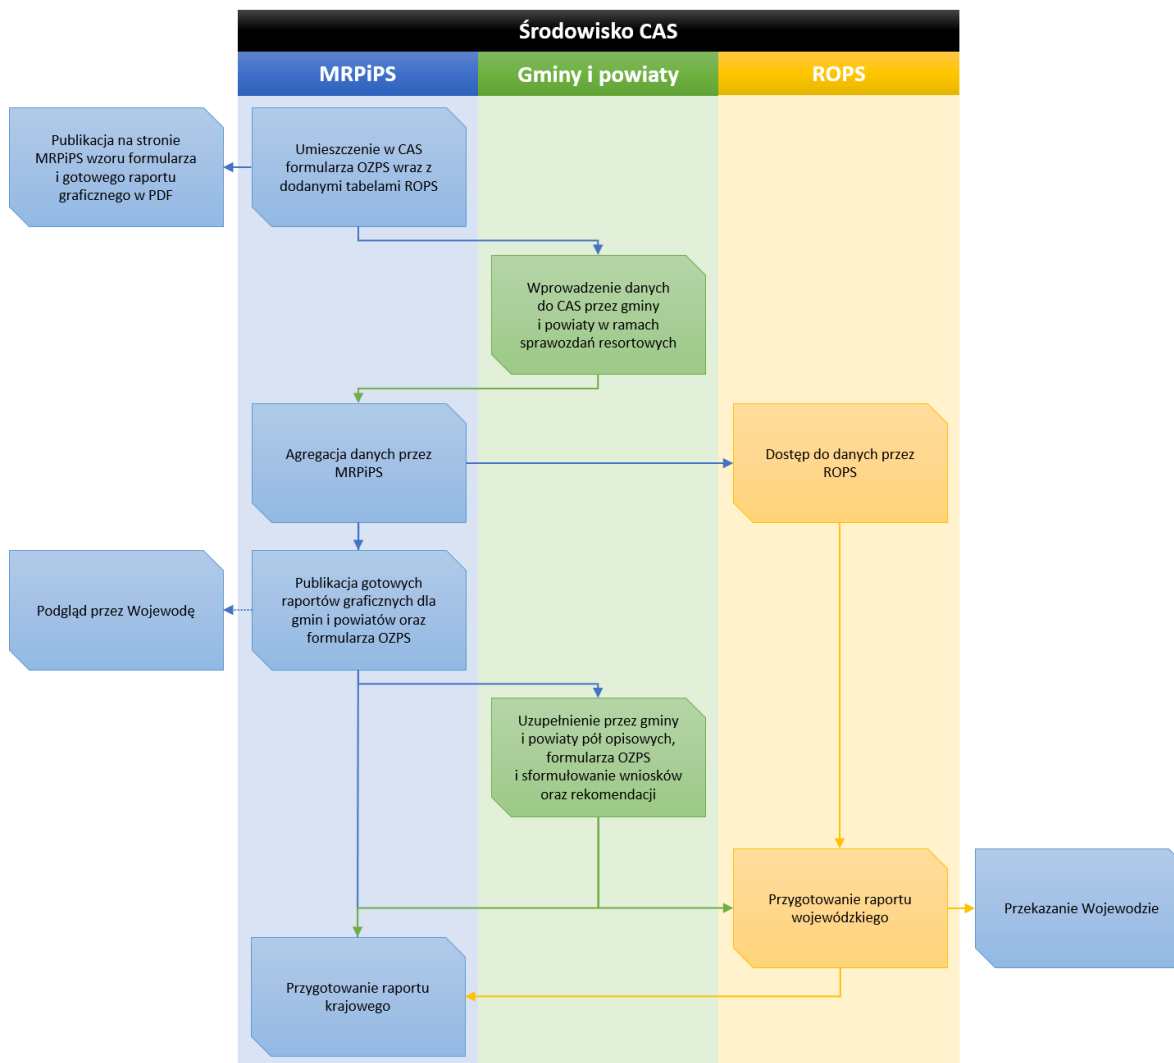 Środowisko CAS
MRPiPS
Gminy i powiaty
ROPS
Publikacja na stronie
MRPiPS wzoru formularza
i gotowego raportu
graficznego w PDF
Umieszczenie w CAS
formularza OZPS wraz z
dodanymi tabelami ROPS
Wprowadzenie danych
do CAS przez gminy
i powiaty w ramach
sprawozdań resortowych
Agregacja danych przez
MRPiPS
Dostęp do danych przez
ROPS
Podgląd przez Wojewodę
Publikacja gotowych
raportów graficznych dla
gmin i powiatów oraz
formularza OZPS
Uzupełnienie przez gminy
i powiaty pół opisowych,
formularza OZPS
i sformułowanie wniosków
oraz rekomendacji
Przygotowanie raportu
wojewódzkiego
Przekazanie Wojewodzie
Przygotowanie raportu
krajowego